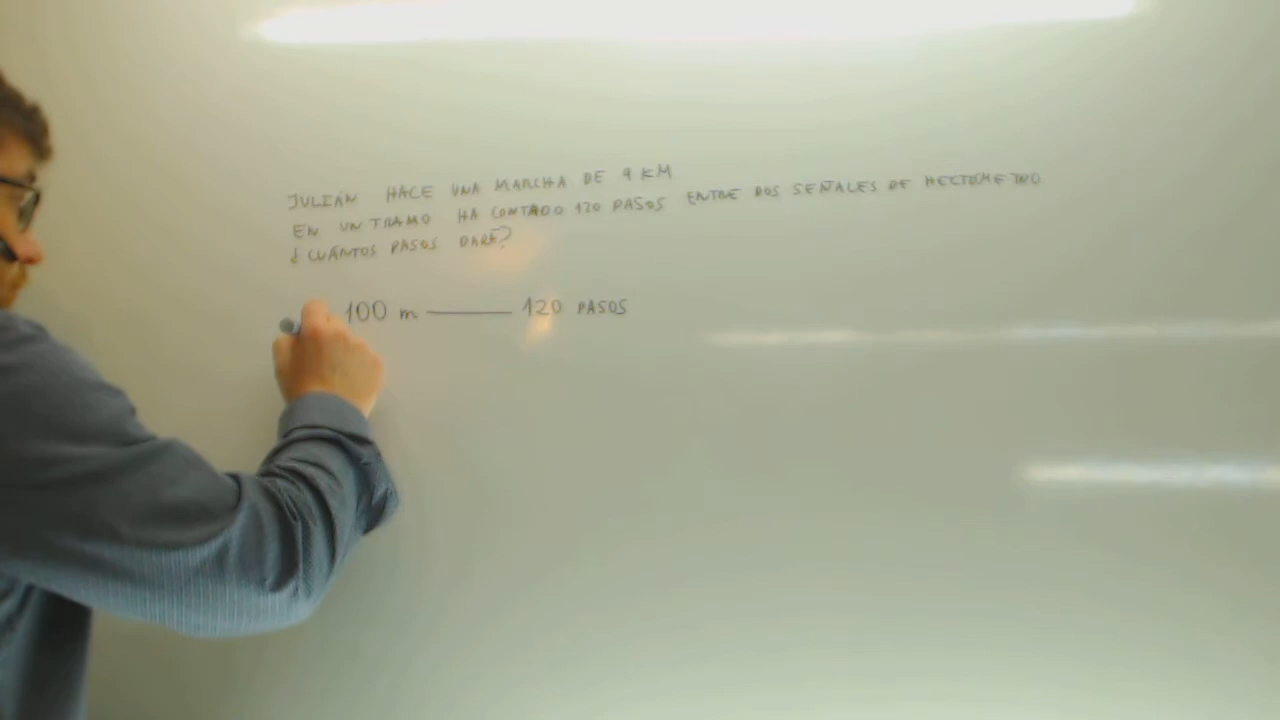 JULIÁN HACE UNA MARCHA DE 9 KM
EN UN TRAMO HA CONTADO 120 PASOS ENTRE DOS SEÑALES DE HECTÓMETRO
¿CUÁNTOS PASOS DARÁ?
100 m —— 120 PASOS